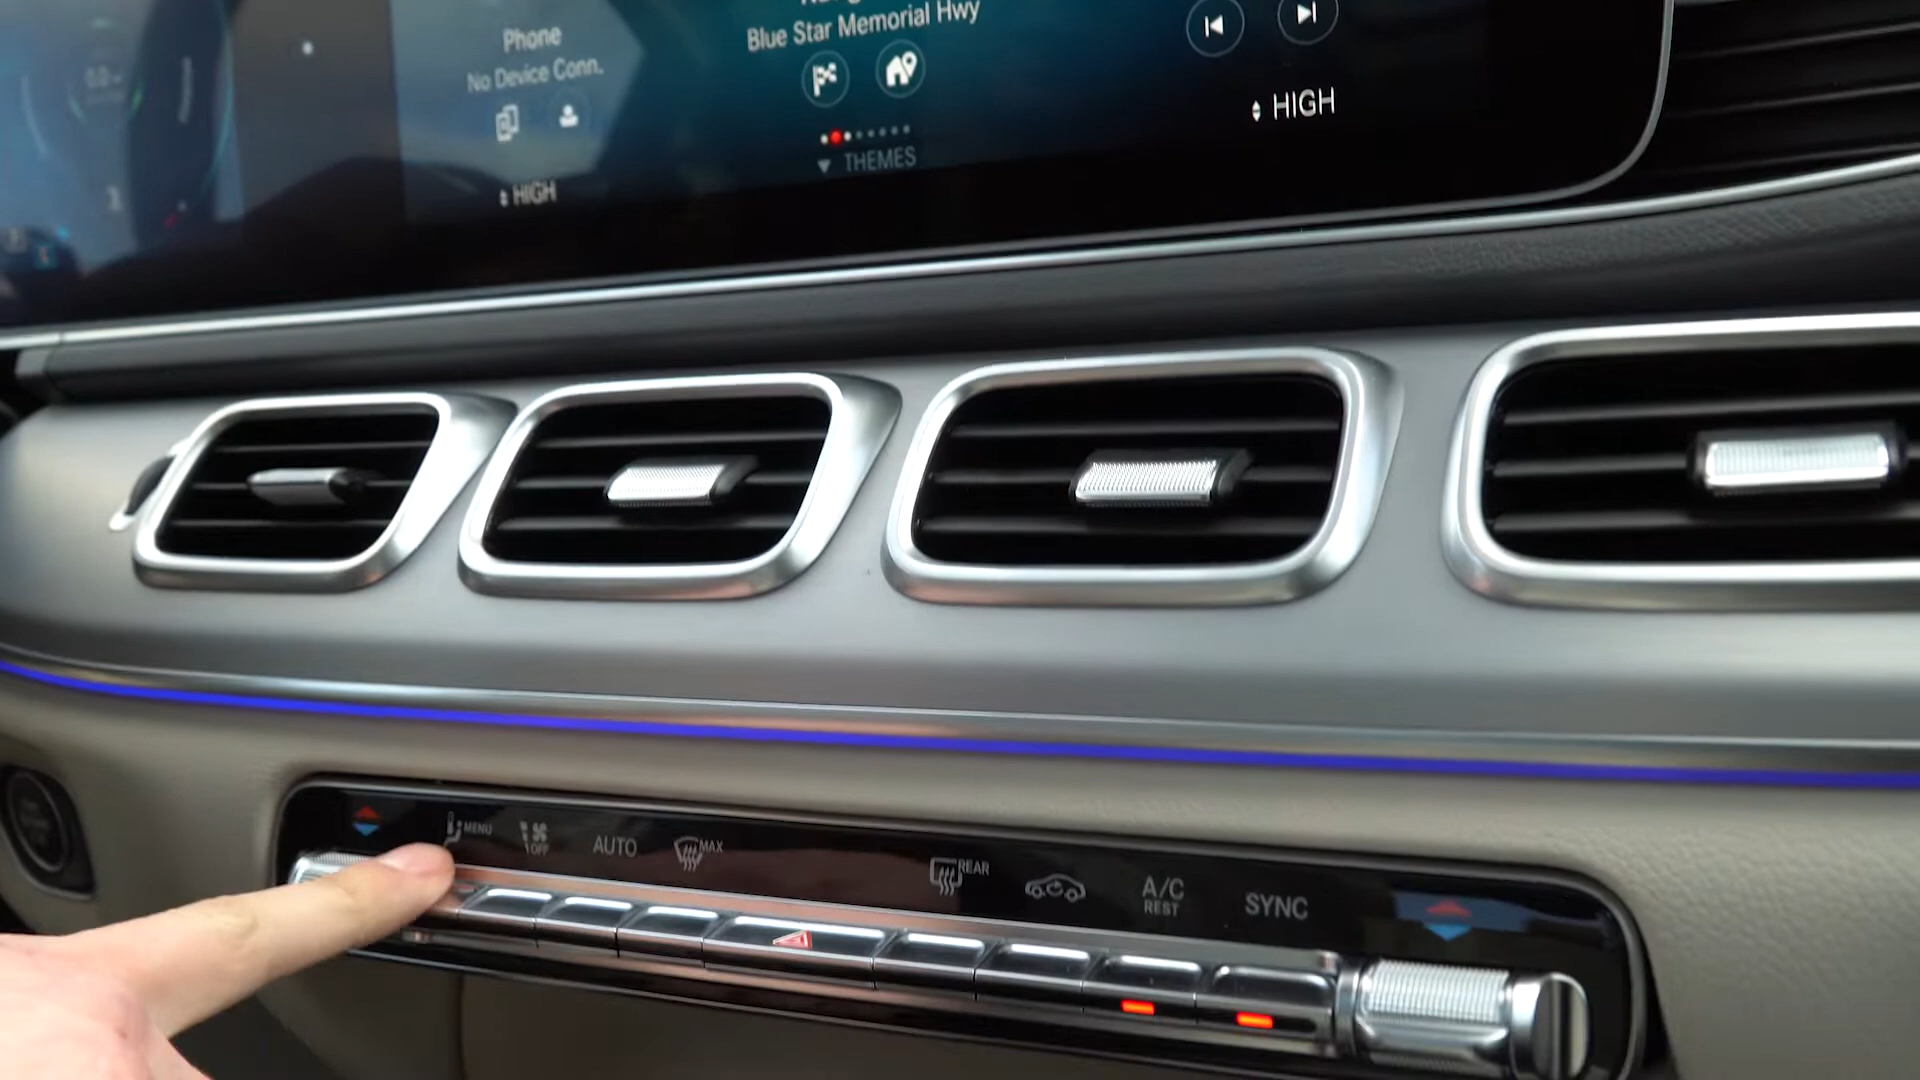 Phone
No Device Conn.
Blue Star Memorial Hwy
HIGH
THEMES
HIGH
MENU
OFF
AUTO
MAX
REAR
A/C
REST
SYNC